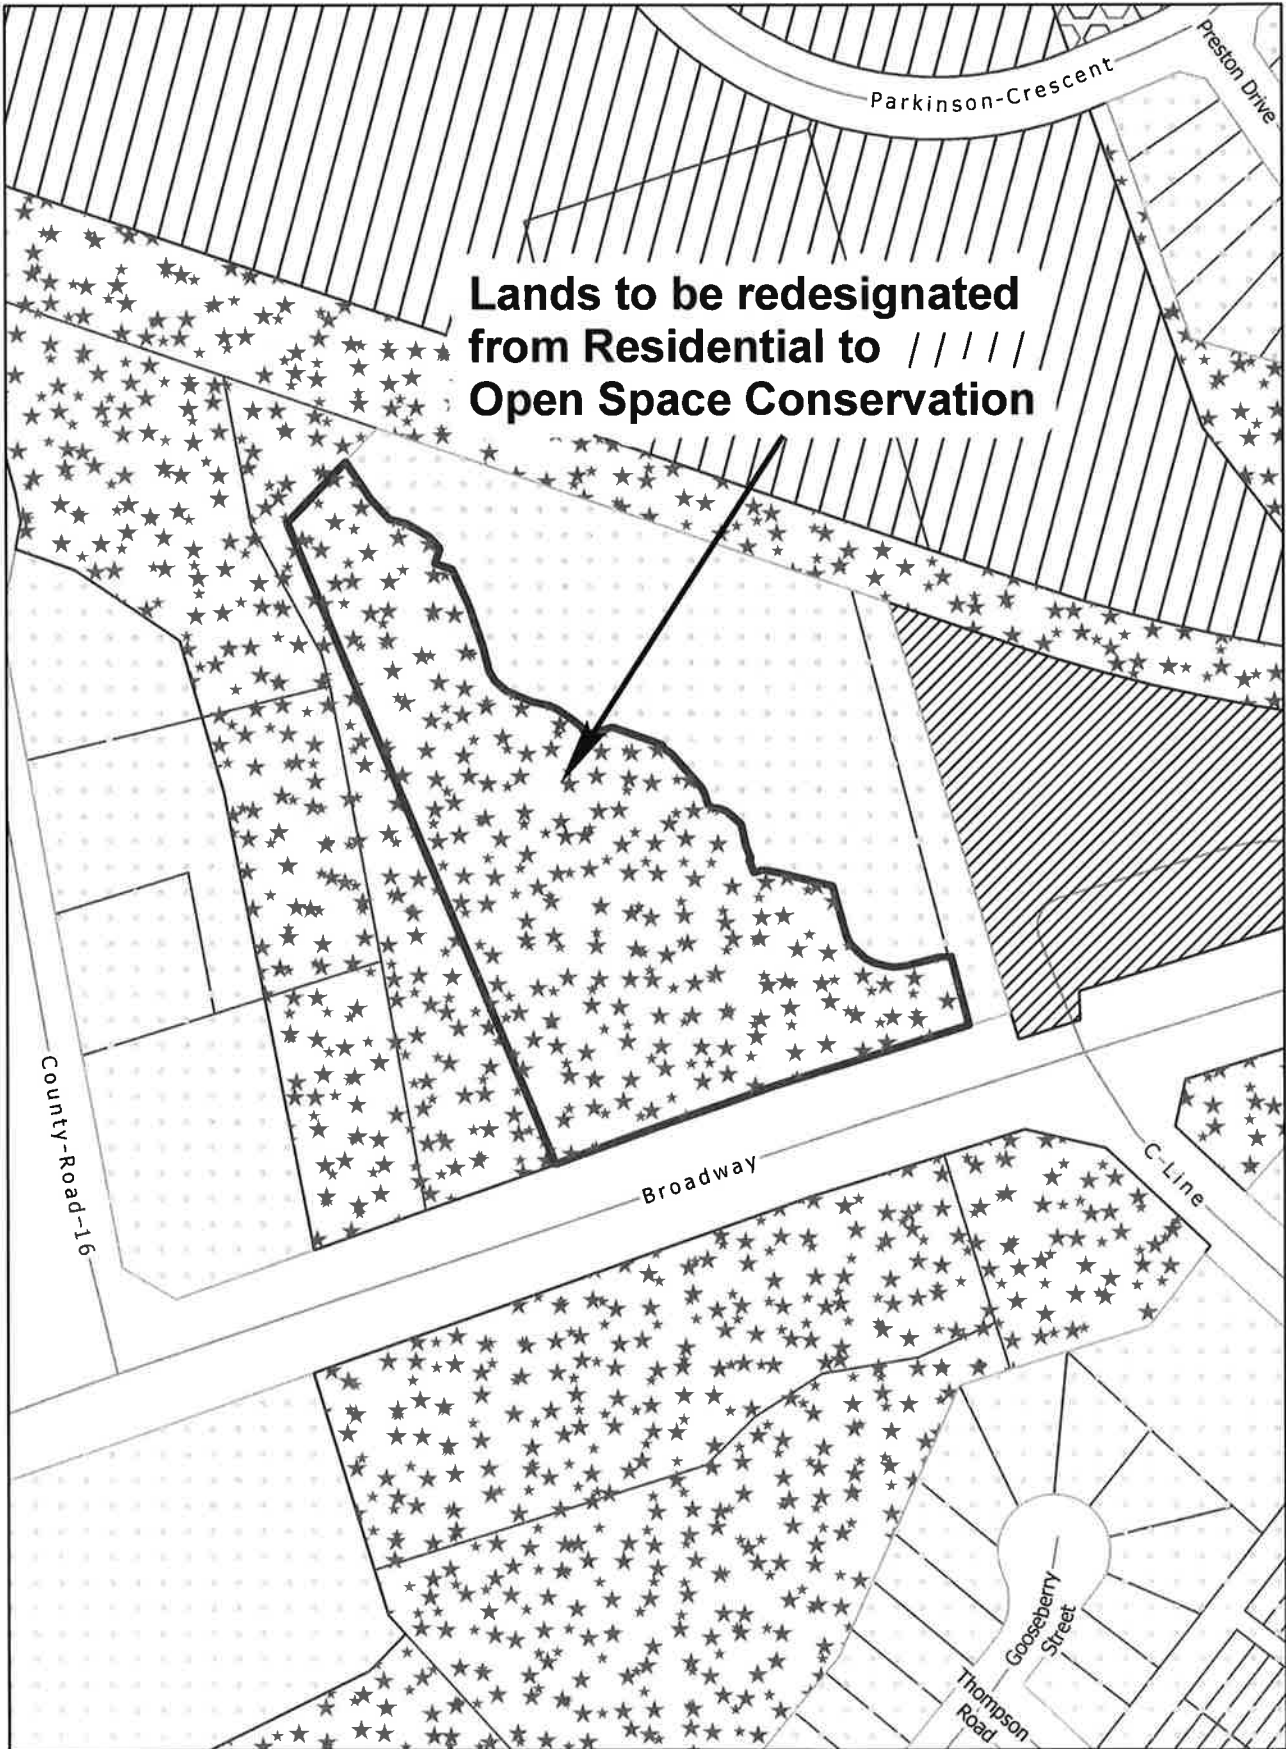 Parkinson-Crescent
Preston Drive
Lands to be redesignated
from Residential to
Open Space Conservation
County-Road-16
Broadway
C-Line
Gooseberry
Street
Thompson
Road